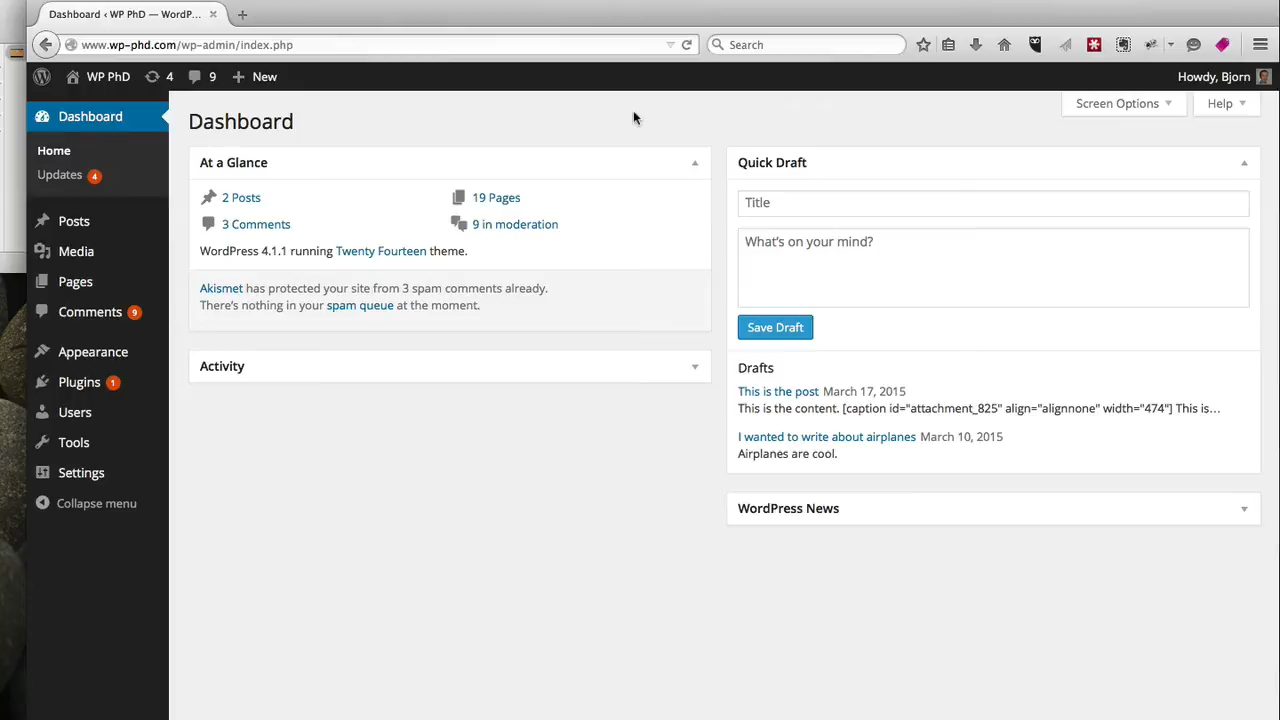 Dashboard ‹ WP PhD — WordP...
www.wp-phd.com/wp-admin/index.php
Search
WP PhD
4
9
New
Howdy, Bjorn
Dashboard
Home
Updates 4
Posts
Media
Pages
Comments 9
Appearance
Plugins 1
Users
Tools
Settings
Collapse menu
Screen Options
Help
Dashboard
At a Glance
2 Posts
19 Pages
3 Comments
9 in moderation
WordPress 4.1.1 running Twenty Fourteen theme.
Akismet has protected your site from 3 spam comments already.
There's nothing in your spam queue at the moment.
Activity
Quick Draft
Title
What's on your mind?
Save Draft
Drafts
This is the post March 17, 2015
This is the content. [caption id="attachment_825" align="alignnone" width="474"] This is…
I wanted to write about airplanes March 10, 2015
Airplanes are cool.
WordPress News